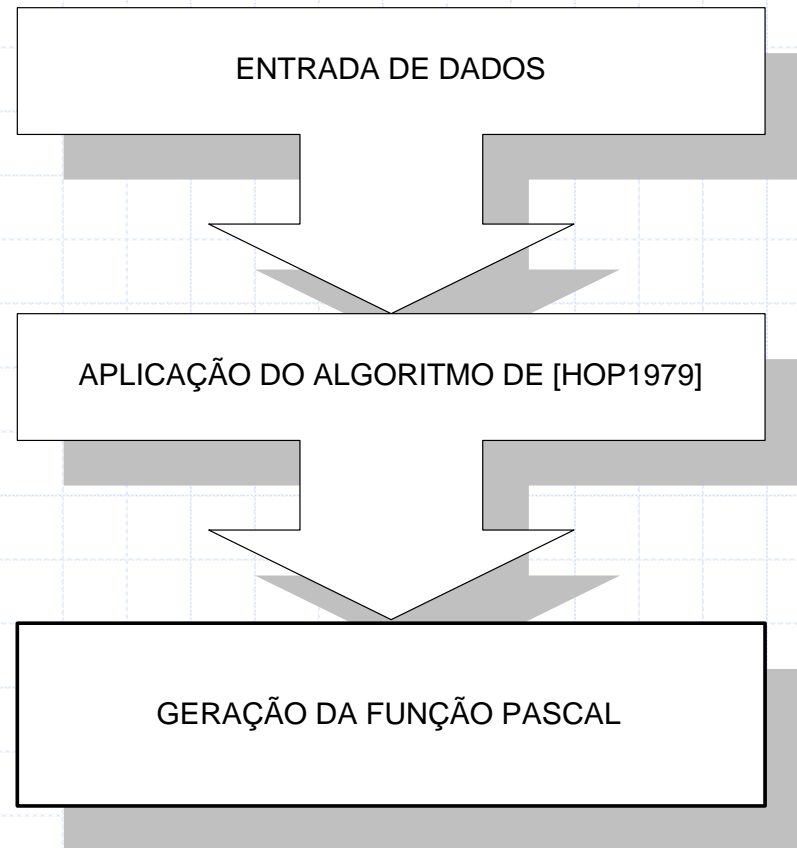 ENTRADA DE DADOS
APLICAÇÃO DO ALGORITMO DE [HOP1979]
GERAÇÃO DA FUNÇÃO PASCAL